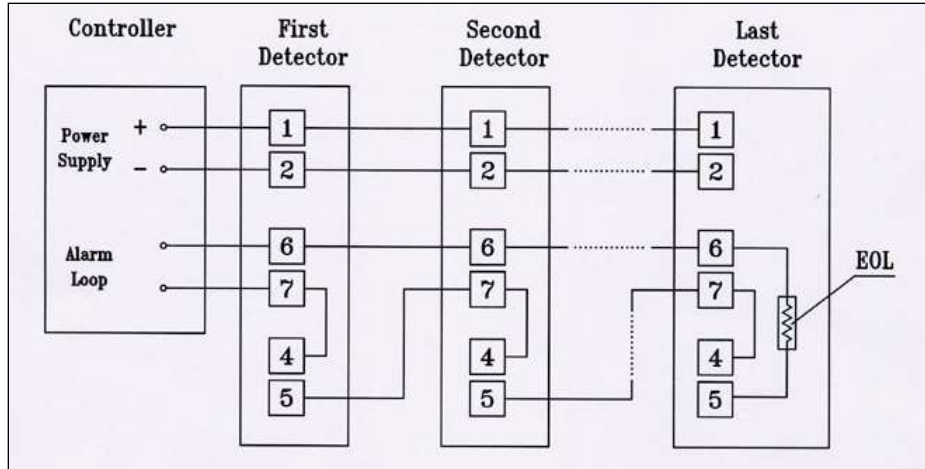 Controller
First
Detector
Second
Detector
Last
Detector
Power
Supply
+
−
Alarm
Loop
1
2
6
7
4
5
1
2
6
7
4
5
1
2
6
7
4
5
EOL